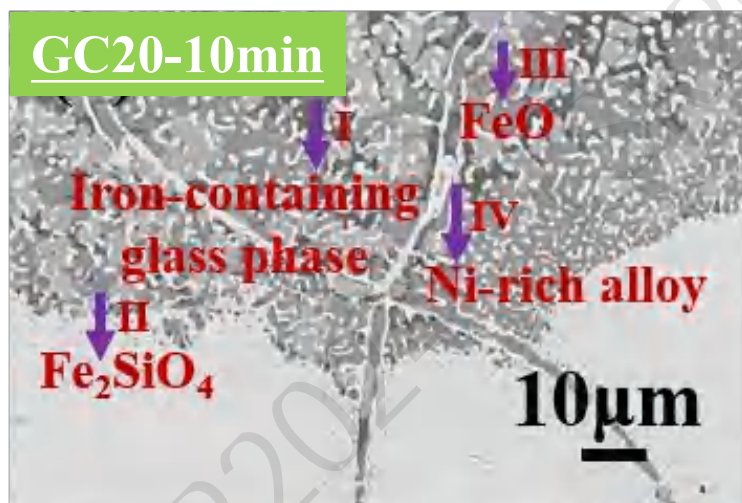 GC20-10min
III
FeO
I
Iron-containing
glass phase
IV
Ni-rich alloy
II
Fe₂SiO₄
10μm